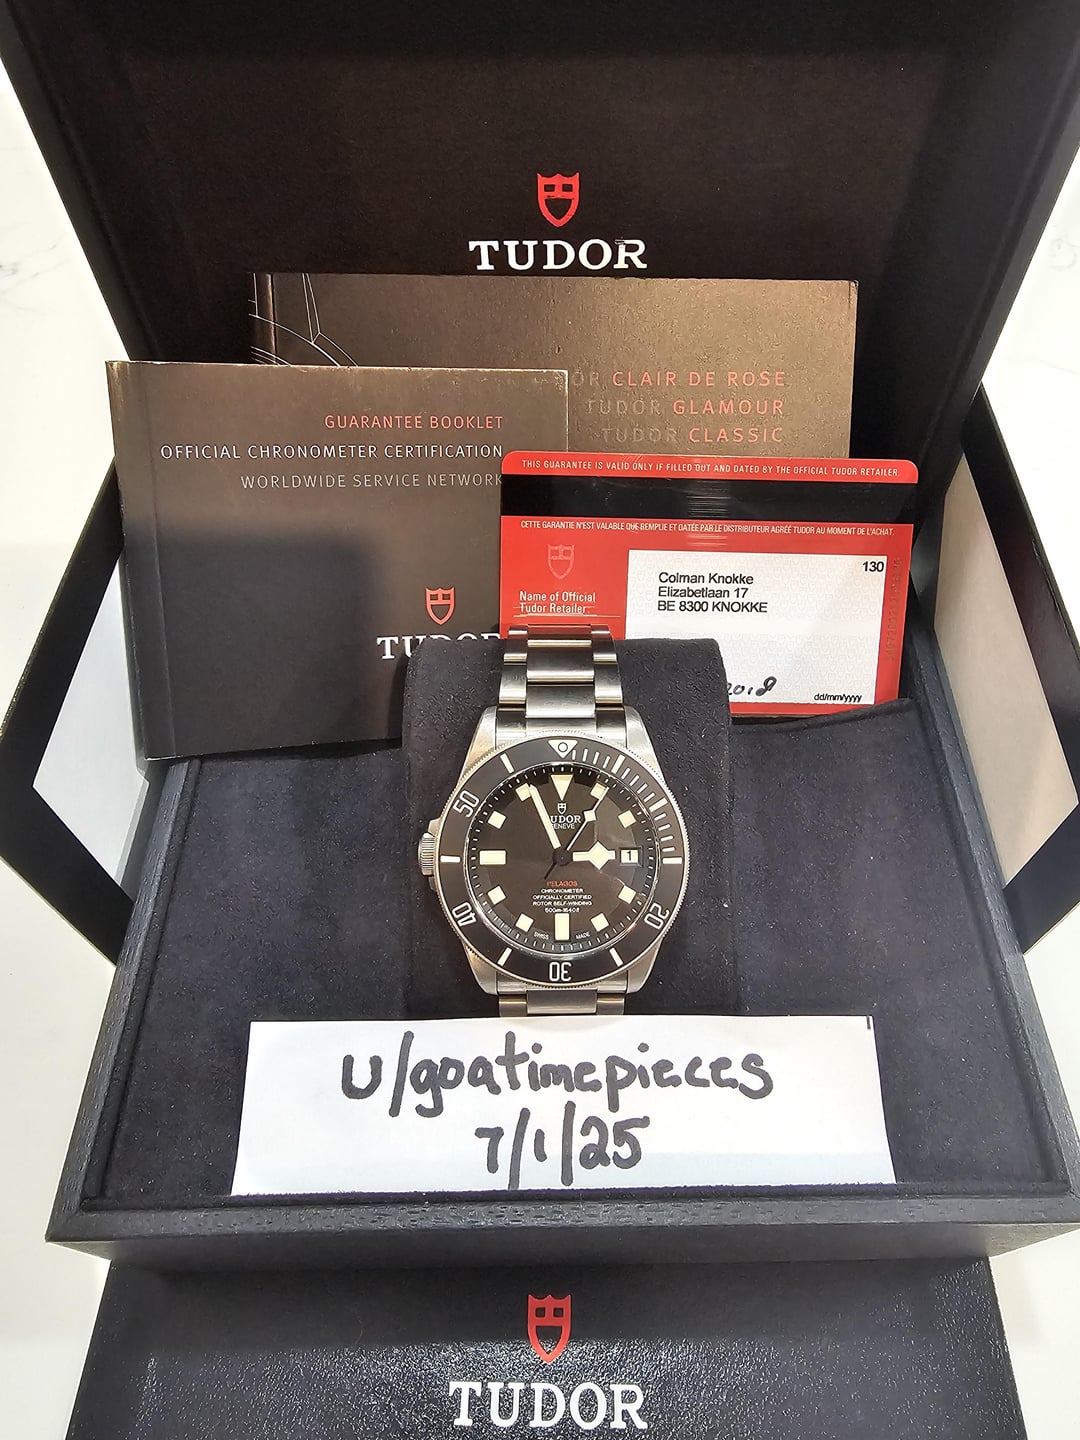 TUDOR
CLAIR DE ROSE
TUDOR GLAMOUR
TUDOR CLASSIC
GUARANTEE BOOKLET
OFFICIAL CHRONOMETER CERTIFICATION
WORLDWIDE SERVICE NETWORK
THIS GUARANTEE IS VALID ONLY IF FILLED OUT AND DATED BY THE OFFICIAL TUDOR RETAILER.
CETTE GARANTIE N'EST VALABLE QUE REMPLIE ET DATÉE PAR LE DISTRIBUTEUR AGRÉÉ TUDOR AU MOMENT DE L'ACHAT.
130
Colman Knokke
Elizabetlaan 17
BE 8300 KNOKKE
Name of Official
Tudor Retailer
2018
dd/mm/yyyy
50
TUDOR
GENEVE
1
PELAGOS
CHRONOMETER
OFFICIALLY CERTIFIED
ROTOR SELF-WINDING
500m-1640ft
SWISS MADE
40
20
30
U/goatimepieces
7/1/25
TUDOR